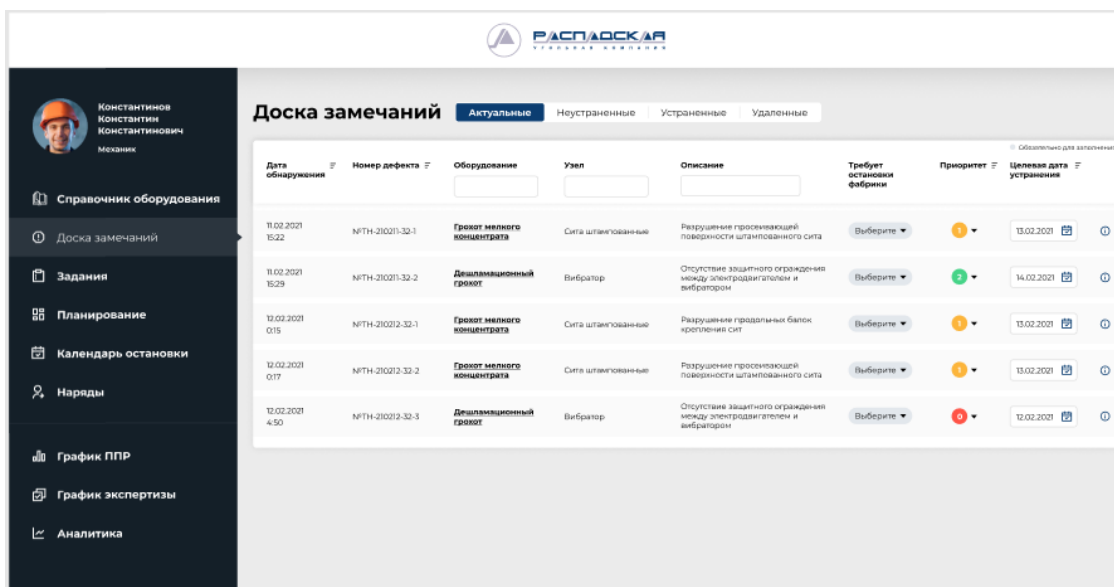 РАСПАДСКАЯ
УГОЛЬНАЯ КОМПАНИЯ
Константинов
Константин
Константинович
Механик
Справочник оборудования
Доска замечаний
Задания
Планирование
Календарь остановки
Наряды
График ППР
График экспертизы
Аналитика
Доска замечаний
Актуальные
Неустраненные
Устраненные
Удаленные
Обязательно для заполнения
Дата
обнаружения
Номер дефекта
Оборудование
Узел
Описание
Требует
остановки
фабрики
Приоритет
Целевая дата
устранения
11.02.2021
15:22
№TH-210211-32-1
Грохот мелкого
концентрата
Сита штампованные
Разрушение просеивающей
поверхности штампованного сита
Выберите
1
13.02.2021
11.02.2021
15:29
№TH-210211-32-2
Дешламационный
грохот
Вибратор
Отсутствие защитного ограждения
между электродвигателем и
вибратором
Выберите
2
14.02.2021
12.02.2021
0:15
№TH-210212-32-1
Грохот мелкого
концентрата
Сита штампованные
Разрушение продольных балок
крепления сит
Выберите
1
13.02.2021
12.02.2021
0:17
№TH-210212-32-2
Грохот мелкого
концентрата
Сита штампованные
Разрушение просеивающей
поверхности штампованного сита
Выберите
1
13.02.2021
12.02.2021
4:50
№TH-210212-32-3
Дешламационный
грохот
Вибратор
Отсутствие защитного ограждения
между электродвигателем и
вибратором
Выберите
0
12.02.2021